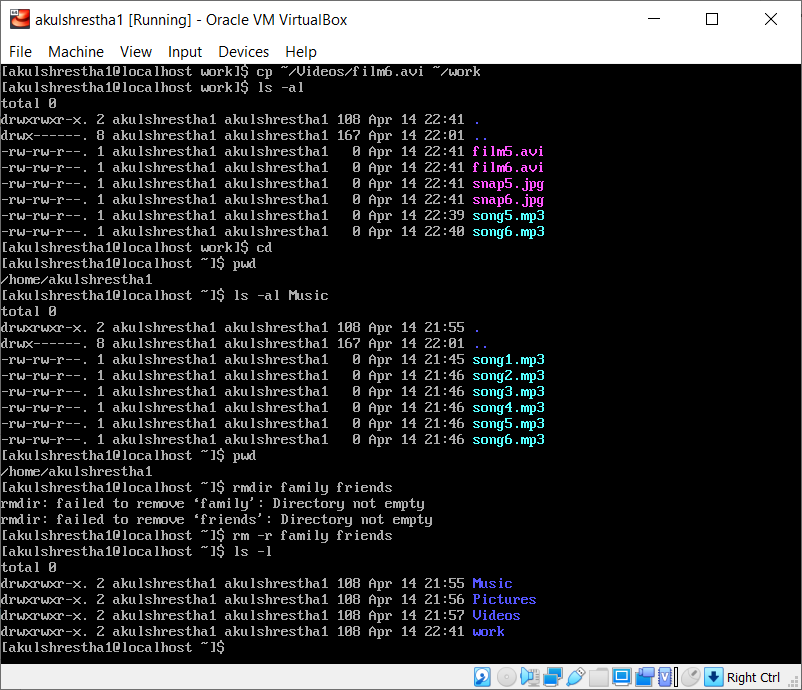 akulshrestha1 [Running] - Oracle VM VirtualBox
File Machine View Input Devices Help
[akulshrestha1@localhost work]$ cp ~/Videos/film6.avi ~/work
[akulshrestha1@localhost work]$ ls -al
total 0
drwxrwxr-x. 2 akulshrestha1 akulshrestha1 108 Apr 14 22:41 .
drwx------. 8 akulshrestha1 akulshrestha1 167 Apr 14 22:01 ..
-rw-rw-r--. 1 akulshrestha1 akulshrestha1   0 Apr 14 22:41 film5.avi
-rw-rw-r--. 1 akulshrestha1 akulshrestha1   0 Apr 14 22:41 film6.avi
-rw-rw-r--. 1 akulshrestha1 akulshrestha1   0 Apr 14 22:41 snap5.jpg
-rw-rw-r--. 1 akulshrestha1 akulshrestha1   0 Apr 14 22:41 snap6.jpg
-rw-rw-r--. 1 akulshrestha1 akulshrestha1   0 Apr 14 22:39 song5.mp3
-rw-rw-r--. 1 akulshrestha1 akulshrestha1   0 Apr 14 22:40 song6.mp3
[akulshrestha1@localhost work]$ cd
[akulshrestha1@localhost ~]$ pwd
/home/akulshrestha1
[akulshrestha1@localhost ~]$ ls -al Music
total 0
drwxrwxr-x. 2 akulshrestha1 akulshrestha1 108 Apr 14 21:55 .
drwx------. 8 akulshrestha1 akulshrestha1 167 Apr 14 22:01 ..
-rw-rw-r--. 1 akulshrestha1 akulshrestha1   0 Apr 14 21:45 song1.mp3
-rw-rw-r--. 1 akulshrestha1 akulshrestha1   0 Apr 14 21:46 song2.mp3
-rw-rw-r--. 1 akulshrestha1 akulshrestha1   0 Apr 14 21:46 song3.mp3
-rw-rw-r--. 1 akulshrestha1 akulshrestha1   0 Apr 14 21:46 song4.mp3
-rw-rw-r--. 1 akulshrestha1 akulshrestha1   0 Apr 14 21:46 song5.mp3
-rw-rw-r--. 1 akulshrestha1 akulshrestha1   0 Apr 14 21:46 song6.mp3
[akulshrestha1@localhost ~]$ pwd
/home/akulshrestha1
[akulshrestha1@localhost ~]$ rmdir family friends
rmdir: failed to remove ‘family’: Directory not empty
rmdir: failed to remove ‘friends’: Directory not empty
[akulshrestha1@localhost ~]$ rm -r family friends
[akulshrestha1@localhost ~]$ ls -l
total 0
drwxrwxr-x. 2 akulshrestha1 akulshrestha1 108 Apr 14 21:55 Music
drwxrwxr-x. 2 akulshrestha1 akulshrestha1 108 Apr 14 21:56 Pictures
drwxrwxr-x. 2 akulshrestha1 akulshrestha1 108 Apr 14 21:57 Videos
drwxrwxr-x. 2 akulshrestha1 akulshrestha1 108 Apr 14 22:41 work
[akulshrestha1@localhost ~]$
Right Ctrl